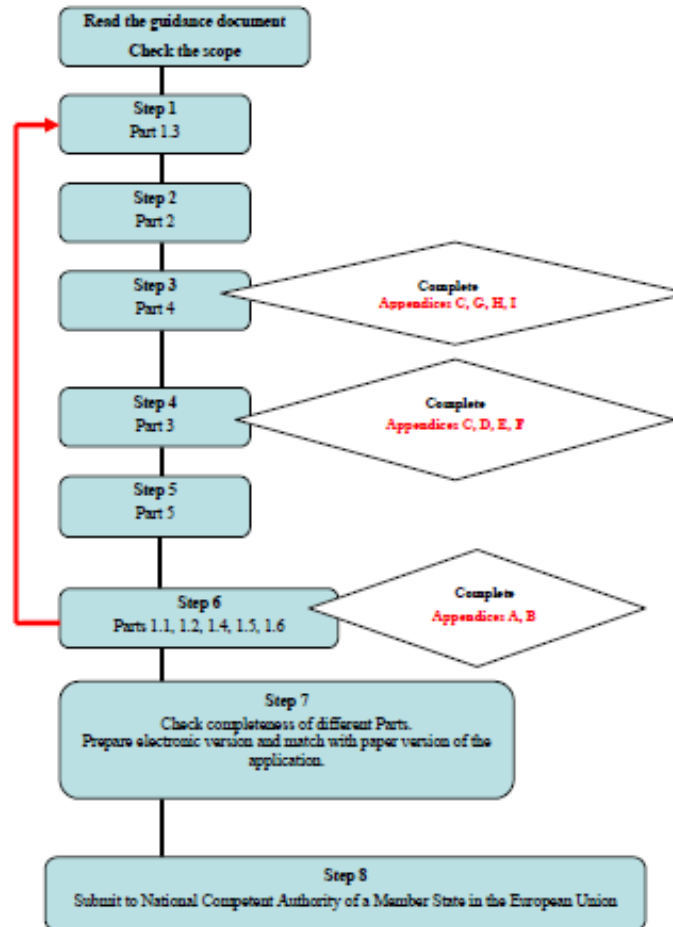 Read the guidance document
Check the scope
Step 1
Part 1.3
Step 2
Part 2
Step 3
Part 4
Complete
Appendices C, G, H, I
Step 4
Part 3
Complete
Appendices C, D, E, F
Step 5
Part 5
Step 6
Parts 1.1, 1.2, 1.4, 1.5, 1.6
Complete
Appendices A, B
Step 7
Check completeness of different Parts.
Prepare electronic version and match with paper version of the
application.
Step 8
Submit to National Competent Authority of a Member State in the European Union